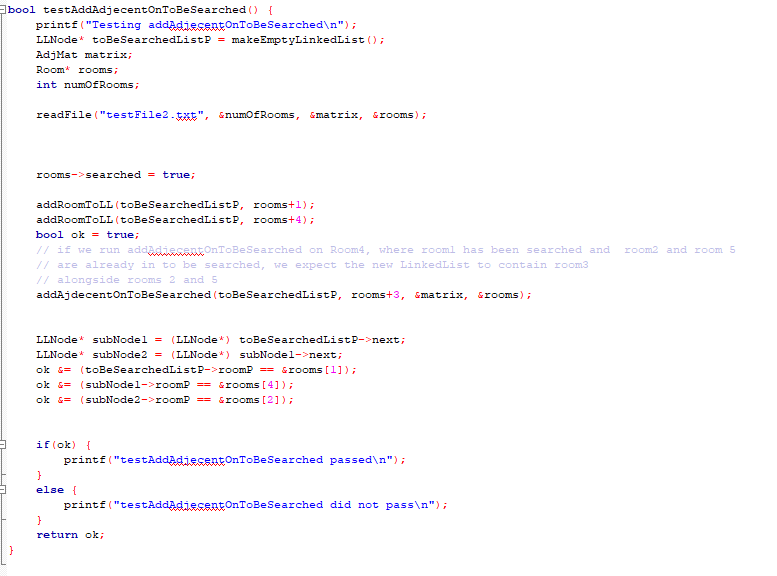 bool testAddAdjecentOnToBeSearched() {
printf("Testing addAdjecentOnToBeSearched\n");
LLNode* toBeSearchedListP = makeEmptyLinkedList();
AdjMat matrix;
Room* rooms;
int numOfRooms;
readFile("testFile2.txt", &numOfRooms, &matrix, &rooms);
rooms->searched = true;
addRoomToLL(toBeSearchedListP, rooms+1);
addRoomToLL(toBeSearchedListP, rooms+4);
bool ok = true;
// if we run addAdjecentOnToBeSearched on Room4, where room1 has been searched and  room2 and room 5
// are already in to be searched, we expect the new LinkedList to contain room3
// alongside rooms 2 and 5
addAjdecentOnToBeSearched(toBeSearchedListP, rooms+3, &matrix, &rooms);
LLNode* subNode1 = (LLNode*) toBeSearchedListP->next;
LLNode* subNode2 = (LLNode*) subNode1->next;
ok &= (toBeSearchedListP->roomP == &rooms[1]);
ok &= (subNode1->roomP == &rooms[4]);
ok &= (subNode2->roomP == &rooms[2]);
if(ok) {
printf("testAddAdjecentOnToBeSearched passed\n");
}
else {
printf("testAddAdjecentOnToBeSearched did not pass\n");
}
return ok;
}